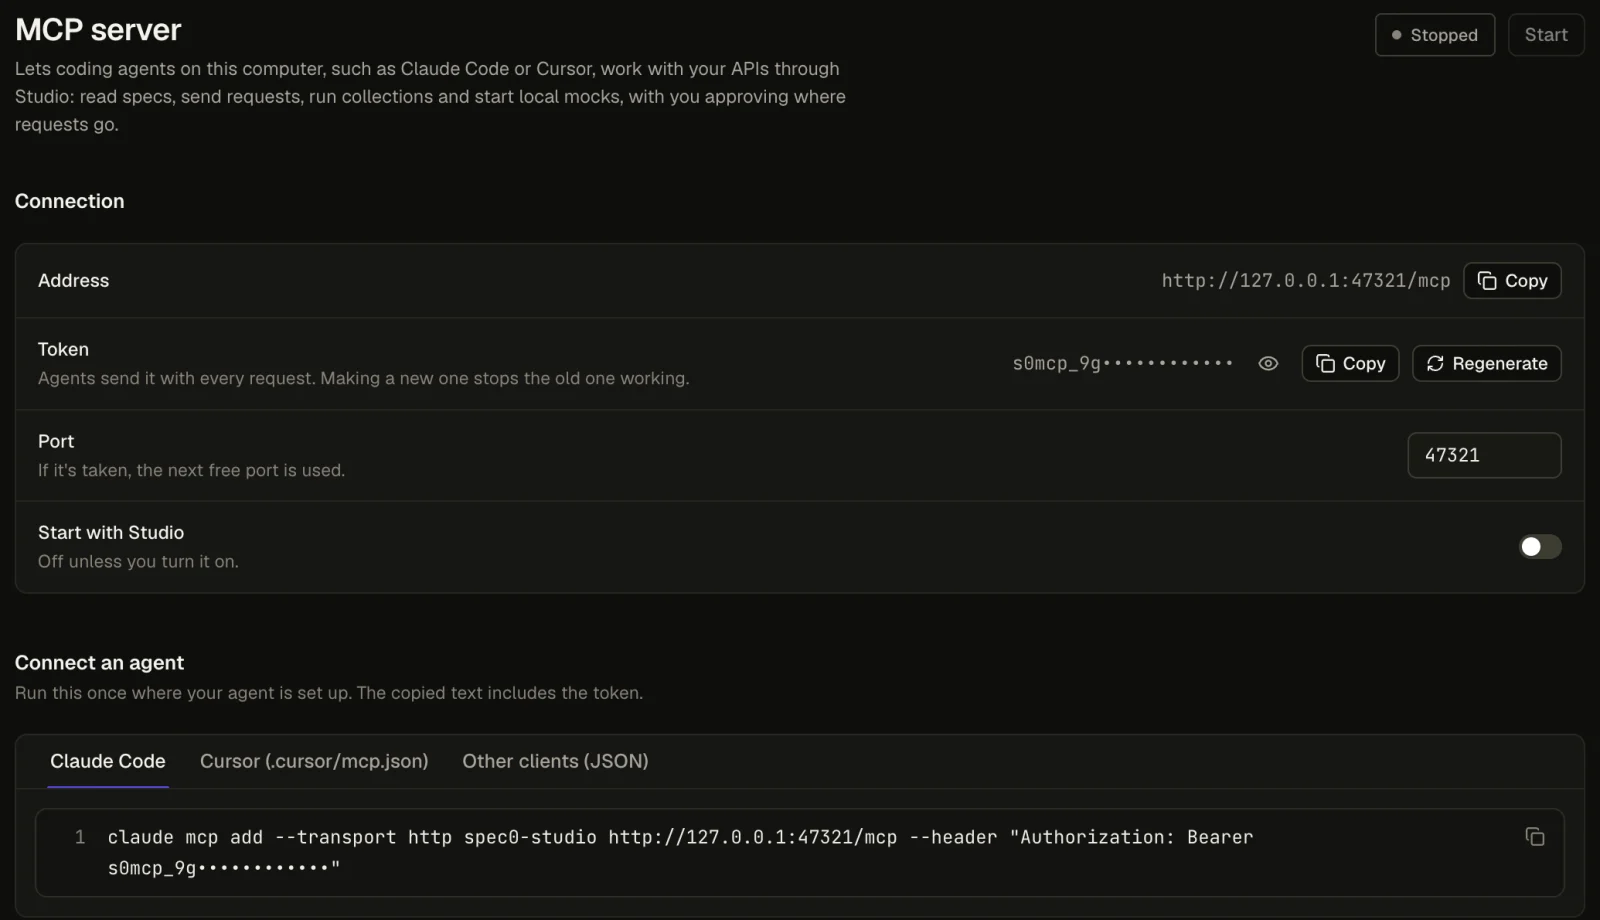 MCP server
Stopped
Start
Lets coding agents on this computer, such as Claude Code or Cursor, work with your APIs through
Studio: read specs, send requests, run collections and start local mocks, with you approving where
requests go.
Connection
Address
http://127.0.0.1:47321/mcp
Copy
Token
Agents send it with every request. Making a new one stops the old one working.
s0mcp_9g••••••••••••
Copy
Regenerate
Port
If it's taken, the next free port is used.
47321
Start with Studio
Off unless you turn it on.
Connect an agent
Run this once where your agent is set up. The copied text includes the token.
Claude Code
Cursor (.cursor/mcp.json)
Other clients (JSON)
1 claude mcp add --transport http spec0-studio http://127.0.0.1:47321/mcp --header "Authorization: Bearer
s0mcp_9g••••••••••••"